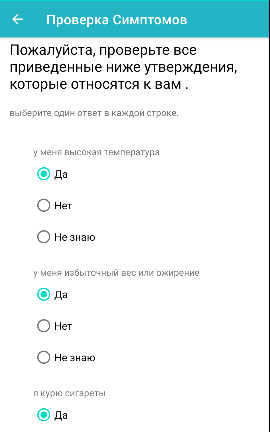 Проверка Симптомов
Пожалуйста, проверьте все
приведенные ниже утверждения,
которые относятся к вам .
выберите один ответ в каждой строке.
у меня высокая температура
Да
Нет
Не знаю
у меня избыточный вес или ожирение
Да
Нет
Не знаю
я курю сигареты
Да